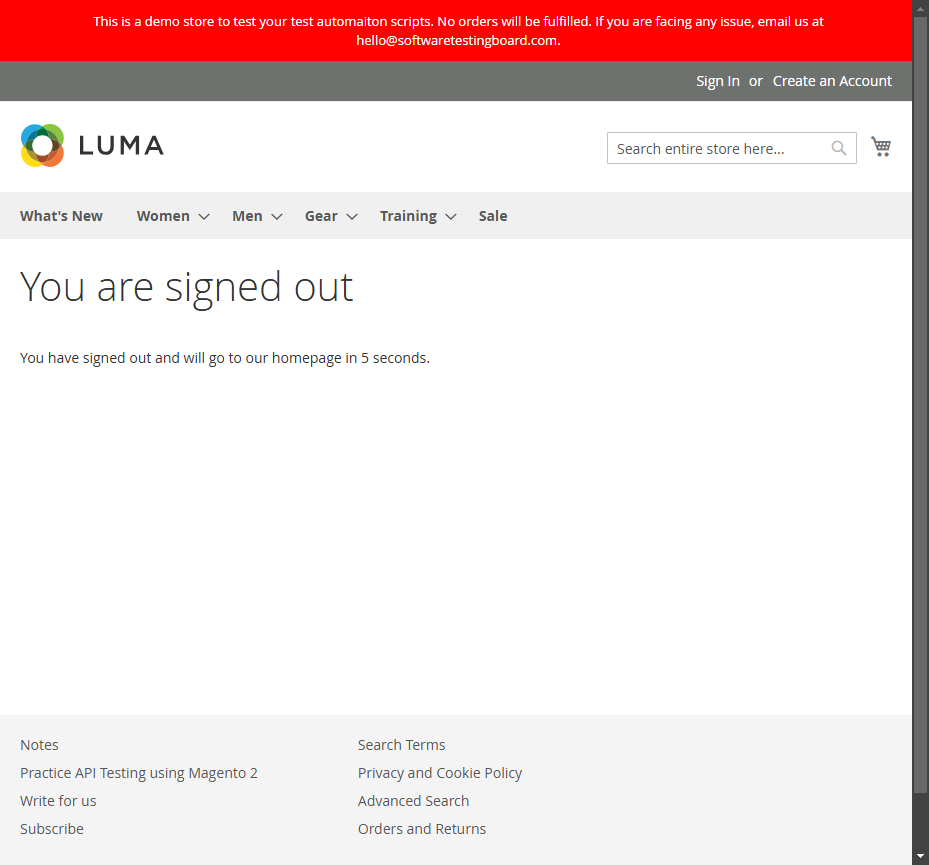 This is a demo store to test your test automaiton scripts. No orders will be fulfilled. If you are facing any issue, email us at
hello@softwaretestingboard.com.
Sign In or Create an Account
LUMA
Search entire store here...
What's New Women Men Gear Training Sale
You are signed out
You have signed out and will go to our homepage in 5 seconds.
Notes
Practice API Testing using Magento 2
Write for us
Subscribe
Search Terms
Privacy and Cookie Policy
Advanced Search
Orders and Returns